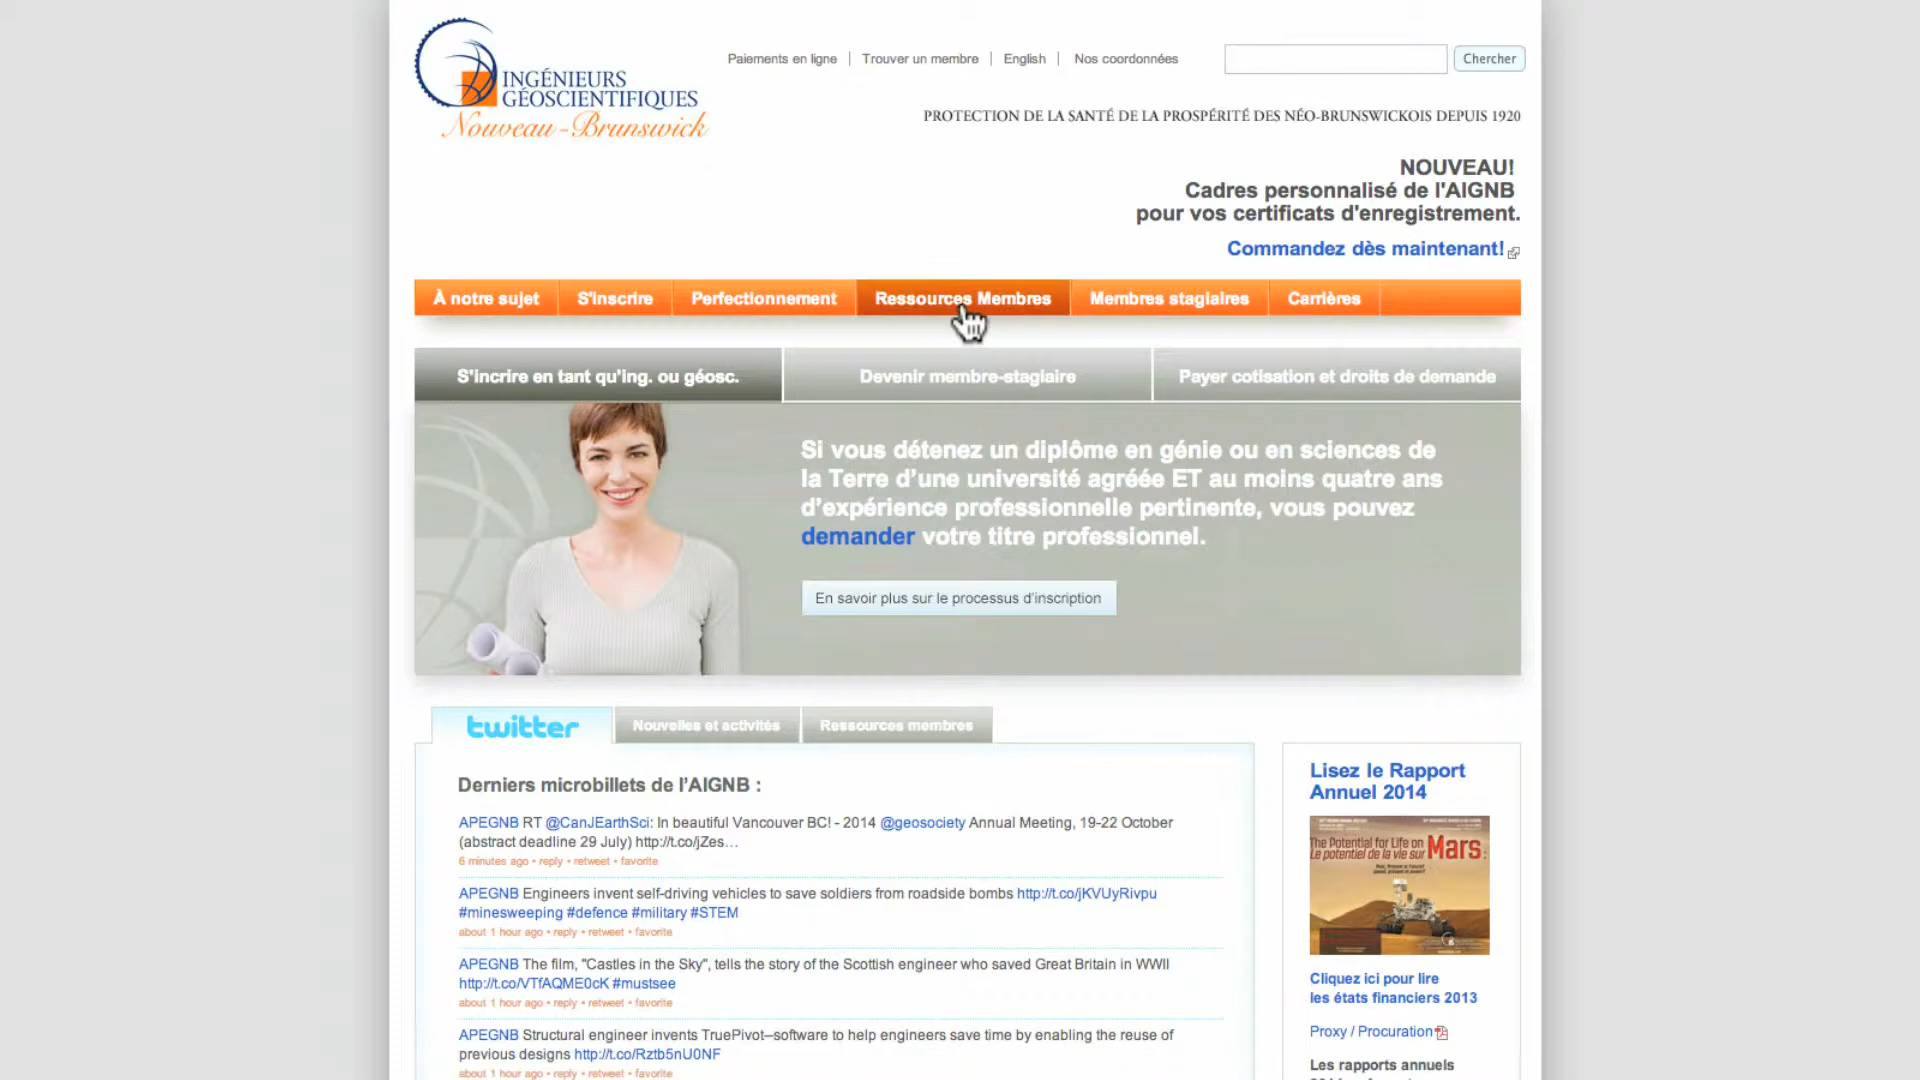 INGÉNIEURS
GÉOSCIENTIFIQUES
Nouveau-Brunswick
Paiements en ligne | Trouver un membre | English | Nos coordonnées
Chercher
PROTECTION DE LA SANTÉ DE LA PROSPÉRITÉ DES NÉO-BRUNSWICKOIS DEPUIS 1920
NOUVEAU!
Cadres personnalisé de l'AIGNB
pour vos certificats d'enregistrement.
Commandez dès maintenant!
À notre sujet S'inscrire Perfectionnement Ressources Membres Membres stagiaires Carrières
S'incrire en tant qu'ing. ou géosc. Devenir membre-stagiaire Payer cotisation et droits de demande
Si vous détenez un diplôme en génie ou en sciences de
la Terre d’une université agréée ET au moins quatre ans
d’expérience professionnelle pertinente, vous pouvez
demander votre titre professionnel.
En savoir plus sur le processus d’inscription
twitter Nouvelles et activités Ressources membres
Derniers microbillets de l’AIGNB :
APEGNB RT @CanJEarthSci: In beautiful Vancouver BC! - 2014 @geosociety Annual Meeting, 19-22 October
(abstract deadline 29 July) http://t.co/jZes…
6 minutes ago • reply • retweet • favorite
APEGNB Engineers invent self-driving vehicles to save soldiers from roadside bombs http://t.co/jKVUyRivpu
#minesweeping #defence #military #STEM
about 1 hour ago • reply • retweet • favorite
APEGNB The film, "Castles in the Sky", tells the story of the Scottish engineer who saved Great Britain in WWII
http://t.co/VTfAQME0cK #mustsee
about 1 hour ago • reply • retweet • favorite
APEGNB Structural engineer invents TruePivot—software to help engineers save time by enabling the reuse of
previous designs http://t.co/Rztb5nU0NF
about 1 hour ago • reply • retweet • favorite
Lisez le Rapport
Annuel 2014
The Potential for Life on
Le potentiel de la vie sur Mars:
Cliquez ici pour lire
les états financiers 2013
Proxy / Procuration
Les rapports annuels